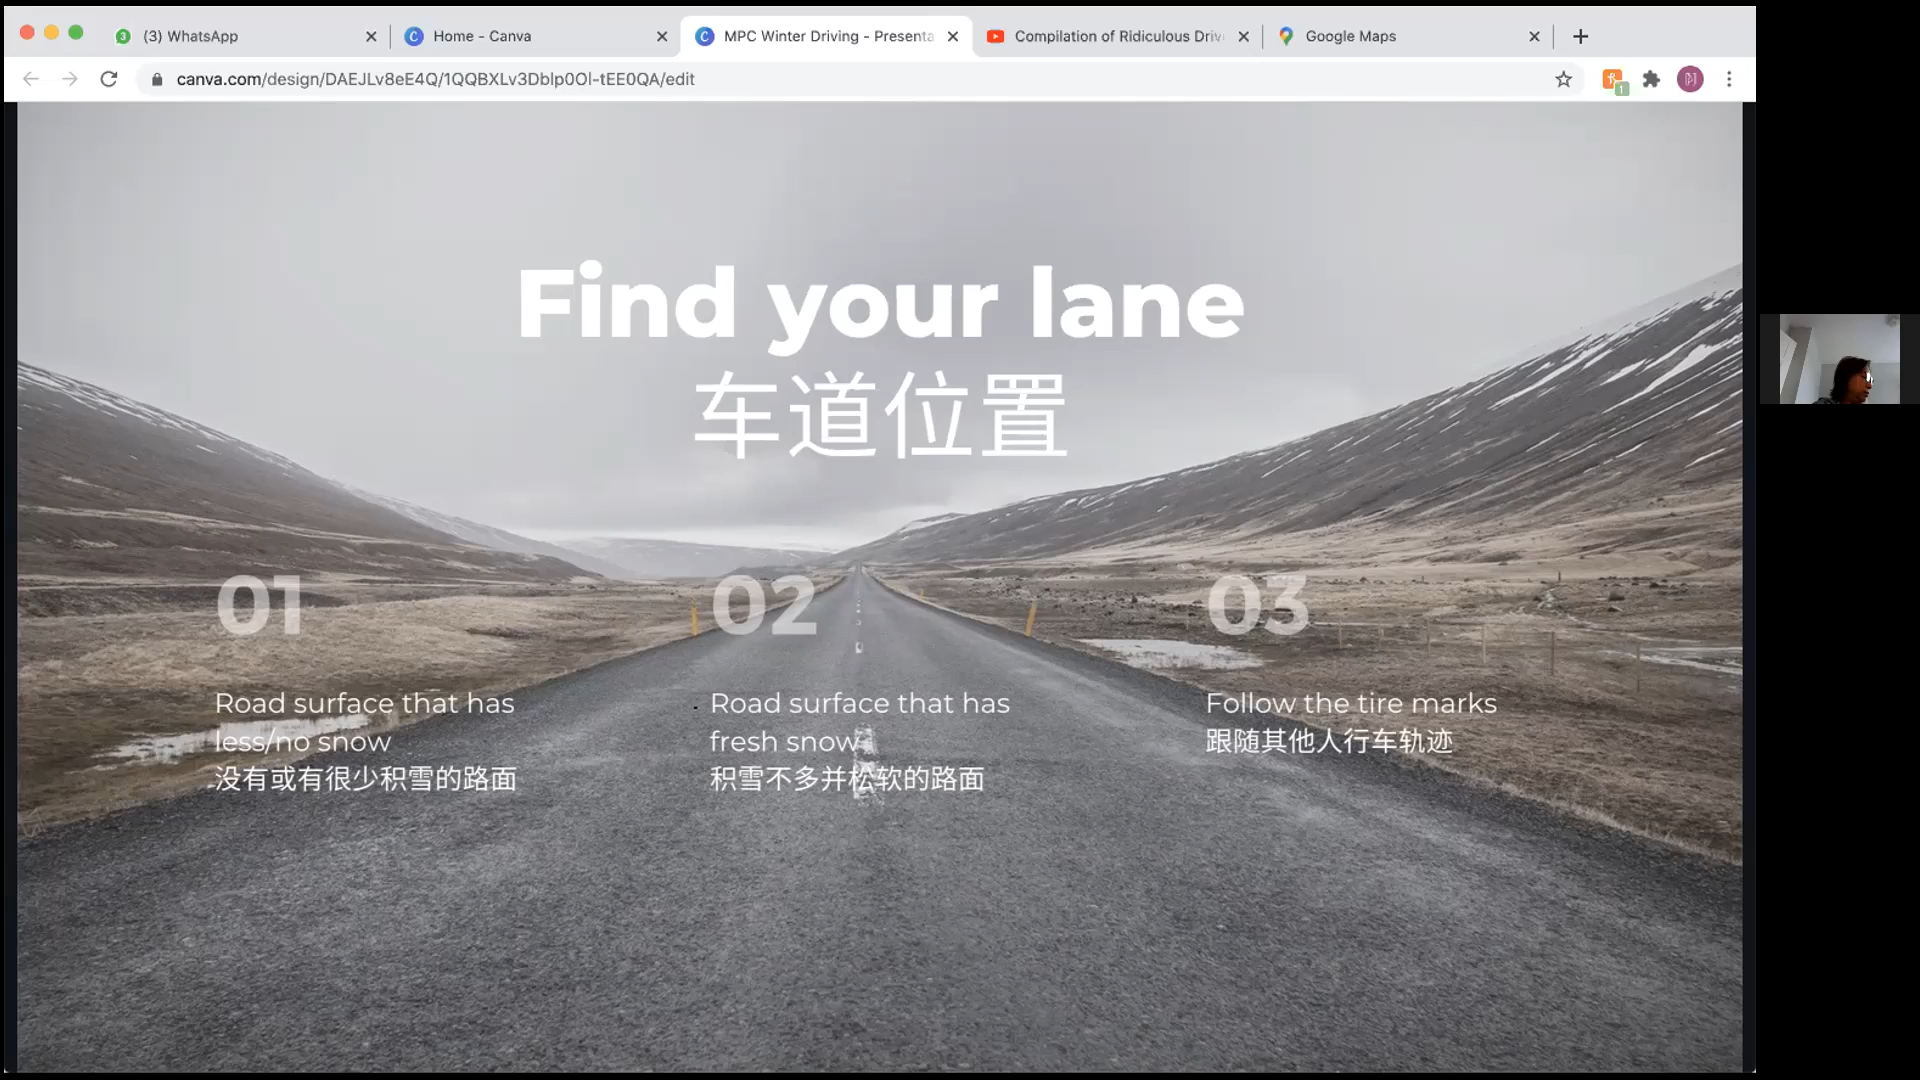 3 (3) WhatsApp
Home - Canva
MPC Winter Driving - Presenta
Compilation of Ridiculous Driv
Google Maps
canva.com/design/DAEJLv8eE4Q/1QQBXLv3Dblp0Ol-tEE0QA/edit
1
Find your lane
车道位置
01
Road surface that has
less/no snow
没有或有很少积雪的路面
02
Road surface that has
fresh snow
积雪不多并松软的路面
03
Follow the tire marks
跟随其他人行车轨迹